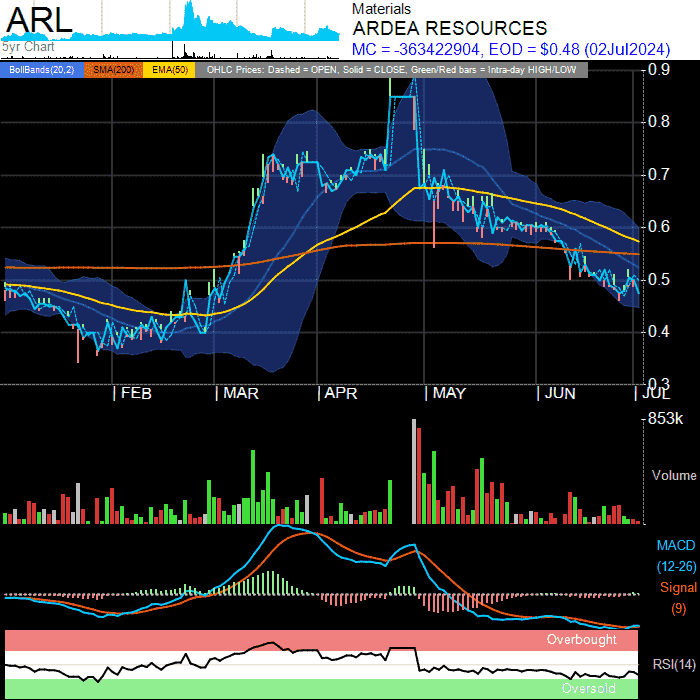 ARL
5yr Chart
Materials
ARDEA RESOURCES
MC = -363422904, EOD = $0.48 (02Jul2024)
BollBands(20,2) SMA(200) EMA(50) OHLC Prices: Dashed = OPEN, Solid = CLOSE, Green/Red bars = Intra-day HIGH/LOW
0.9
0.8
0.7
0.6
0.5
0.4
0.3
FEB MAR APR MAY JUN JUL
853k
Volume
MACD
(12-26)
Signal
(9)
Overbought
RSI(14)
Oversold